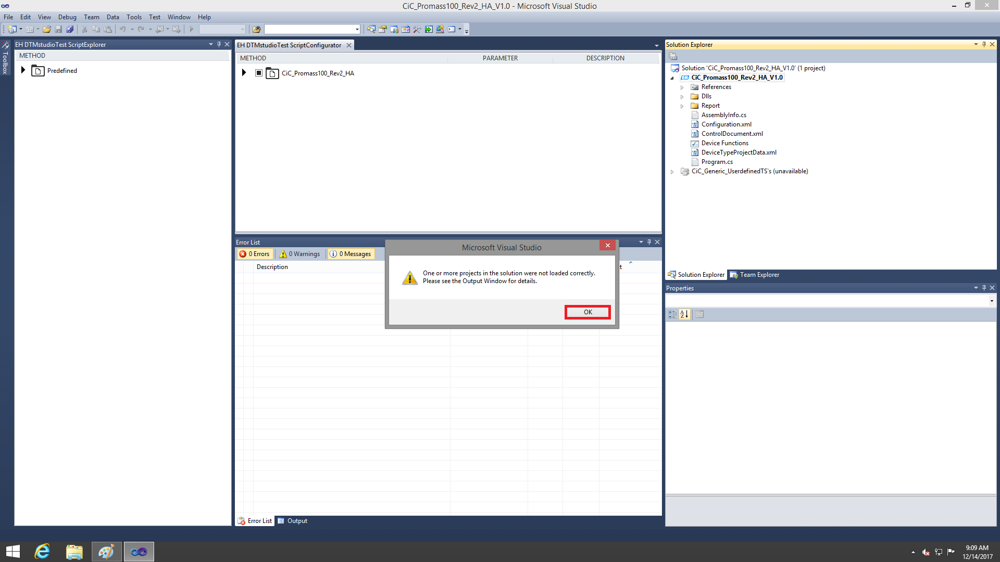 CiC_Promass100_Rev2_HA_V1.0 - Microsoft Visual Studio
File Edit View Debug Team Data Tools Test Window Help
Toolbox
EH DTMstudioTest ScriptExplorer
METHOD
Predefined
EH DTMstudioTest ScriptConfigurator
METHOD PARAMETER DESCRIPTION
CiC_Promass100_Rev2_HA
Error List
0 Errors 0 Warnings 0 Messages
Description
t
Microsoft Visual Studio
One or more projects in the solution were not loaded correctly.
Please see the Output Window for details.
OK
Error List Output
Solution Explorer
Solution 'CiC_Promass100_Rev2_HA_V1.0' (1 project)
CiC_Promass100_Rev2_HA_V1.0
References
Dlls
Report
AssemblyInfo.cs
Configuration.xml
ControlDocument.xml
Device Functions
DeviceTypeProjectData.xml
Program.cs
CiC_Generic_UserdefinedTS`s (unavailable)
Solution Explorer Team Explorer
Properties
9:09 AM
12/14/2017